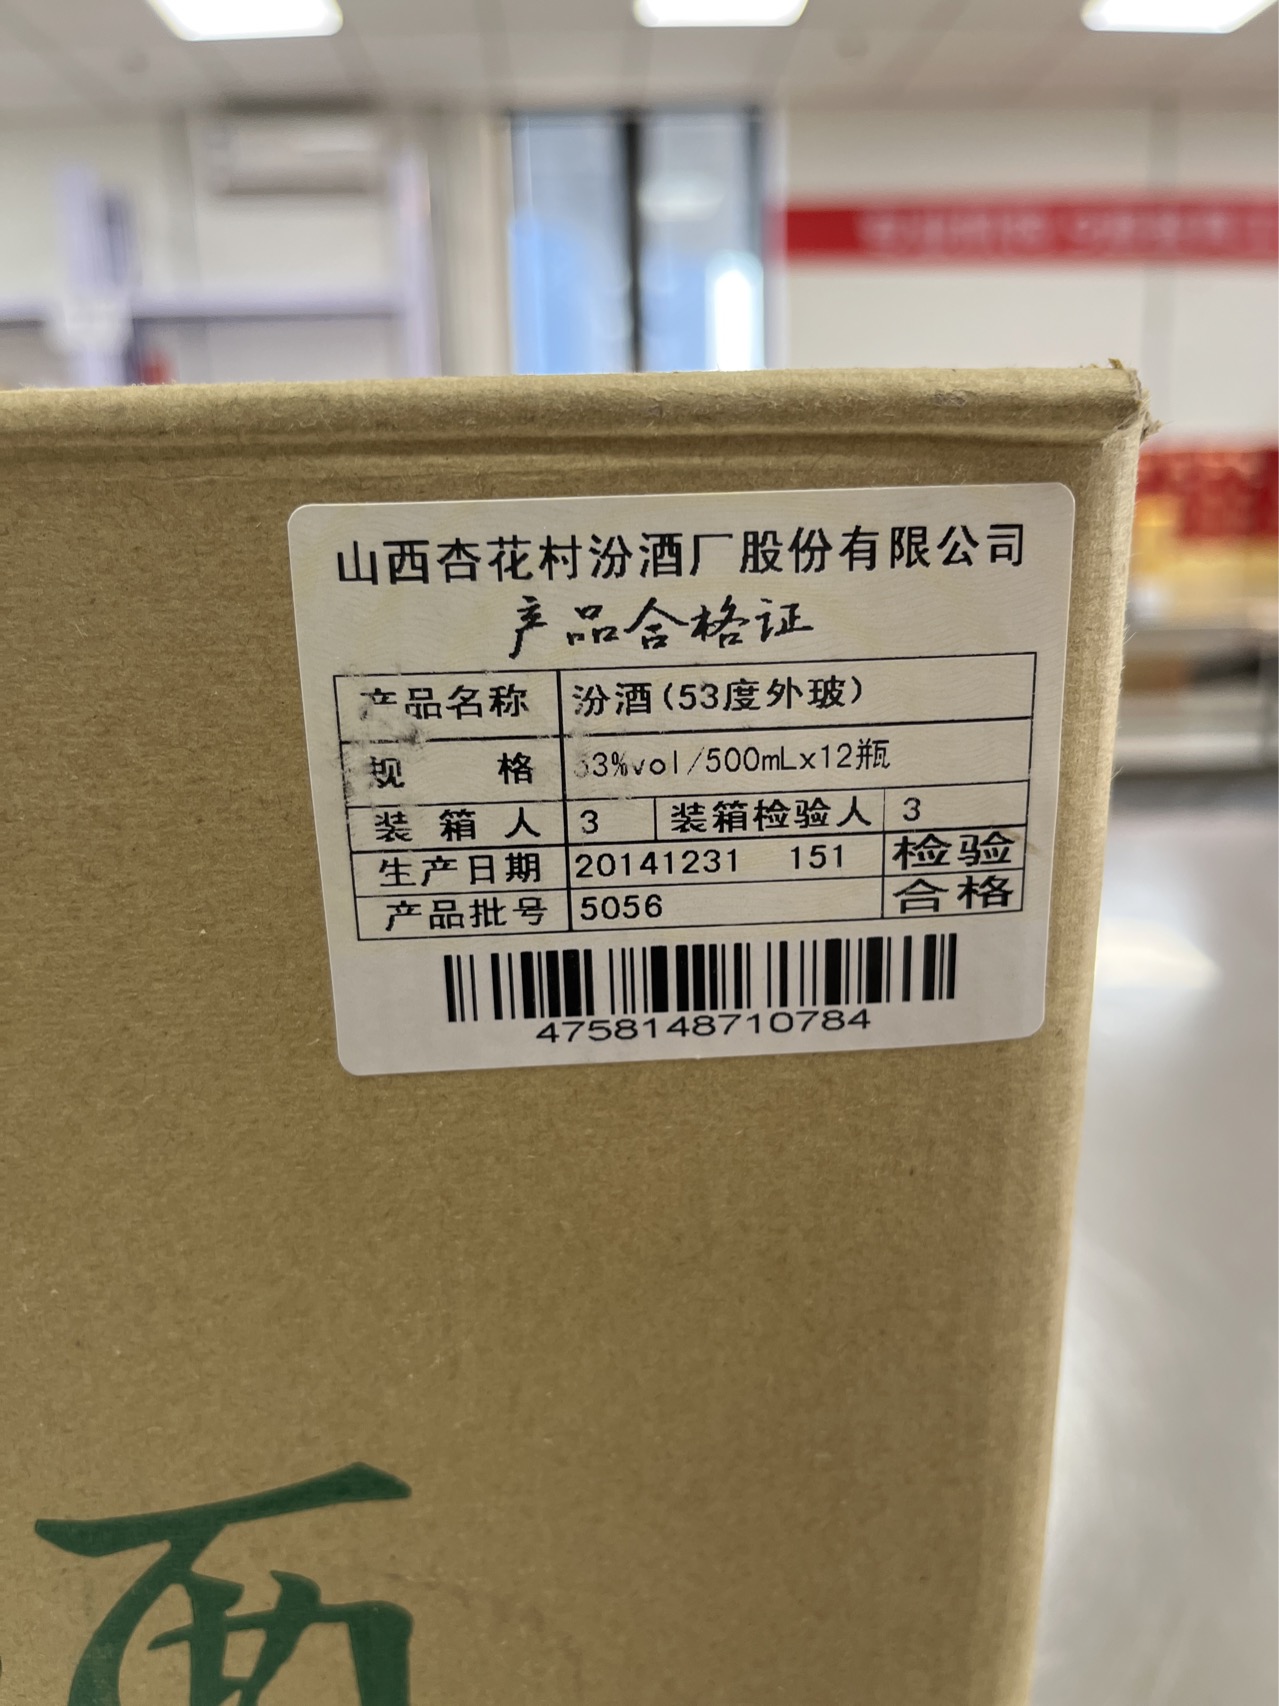 山西杏花村汾酒厂股份有限公司
产品合格证
产品名称 汾酒(53度外玻)
规 格 53%vol/500mLx12瓶
装 箱 人 3 装箱检验人 3
生产日期 20141231 151 检验
产品批号 5056 合格
4758148710784
西